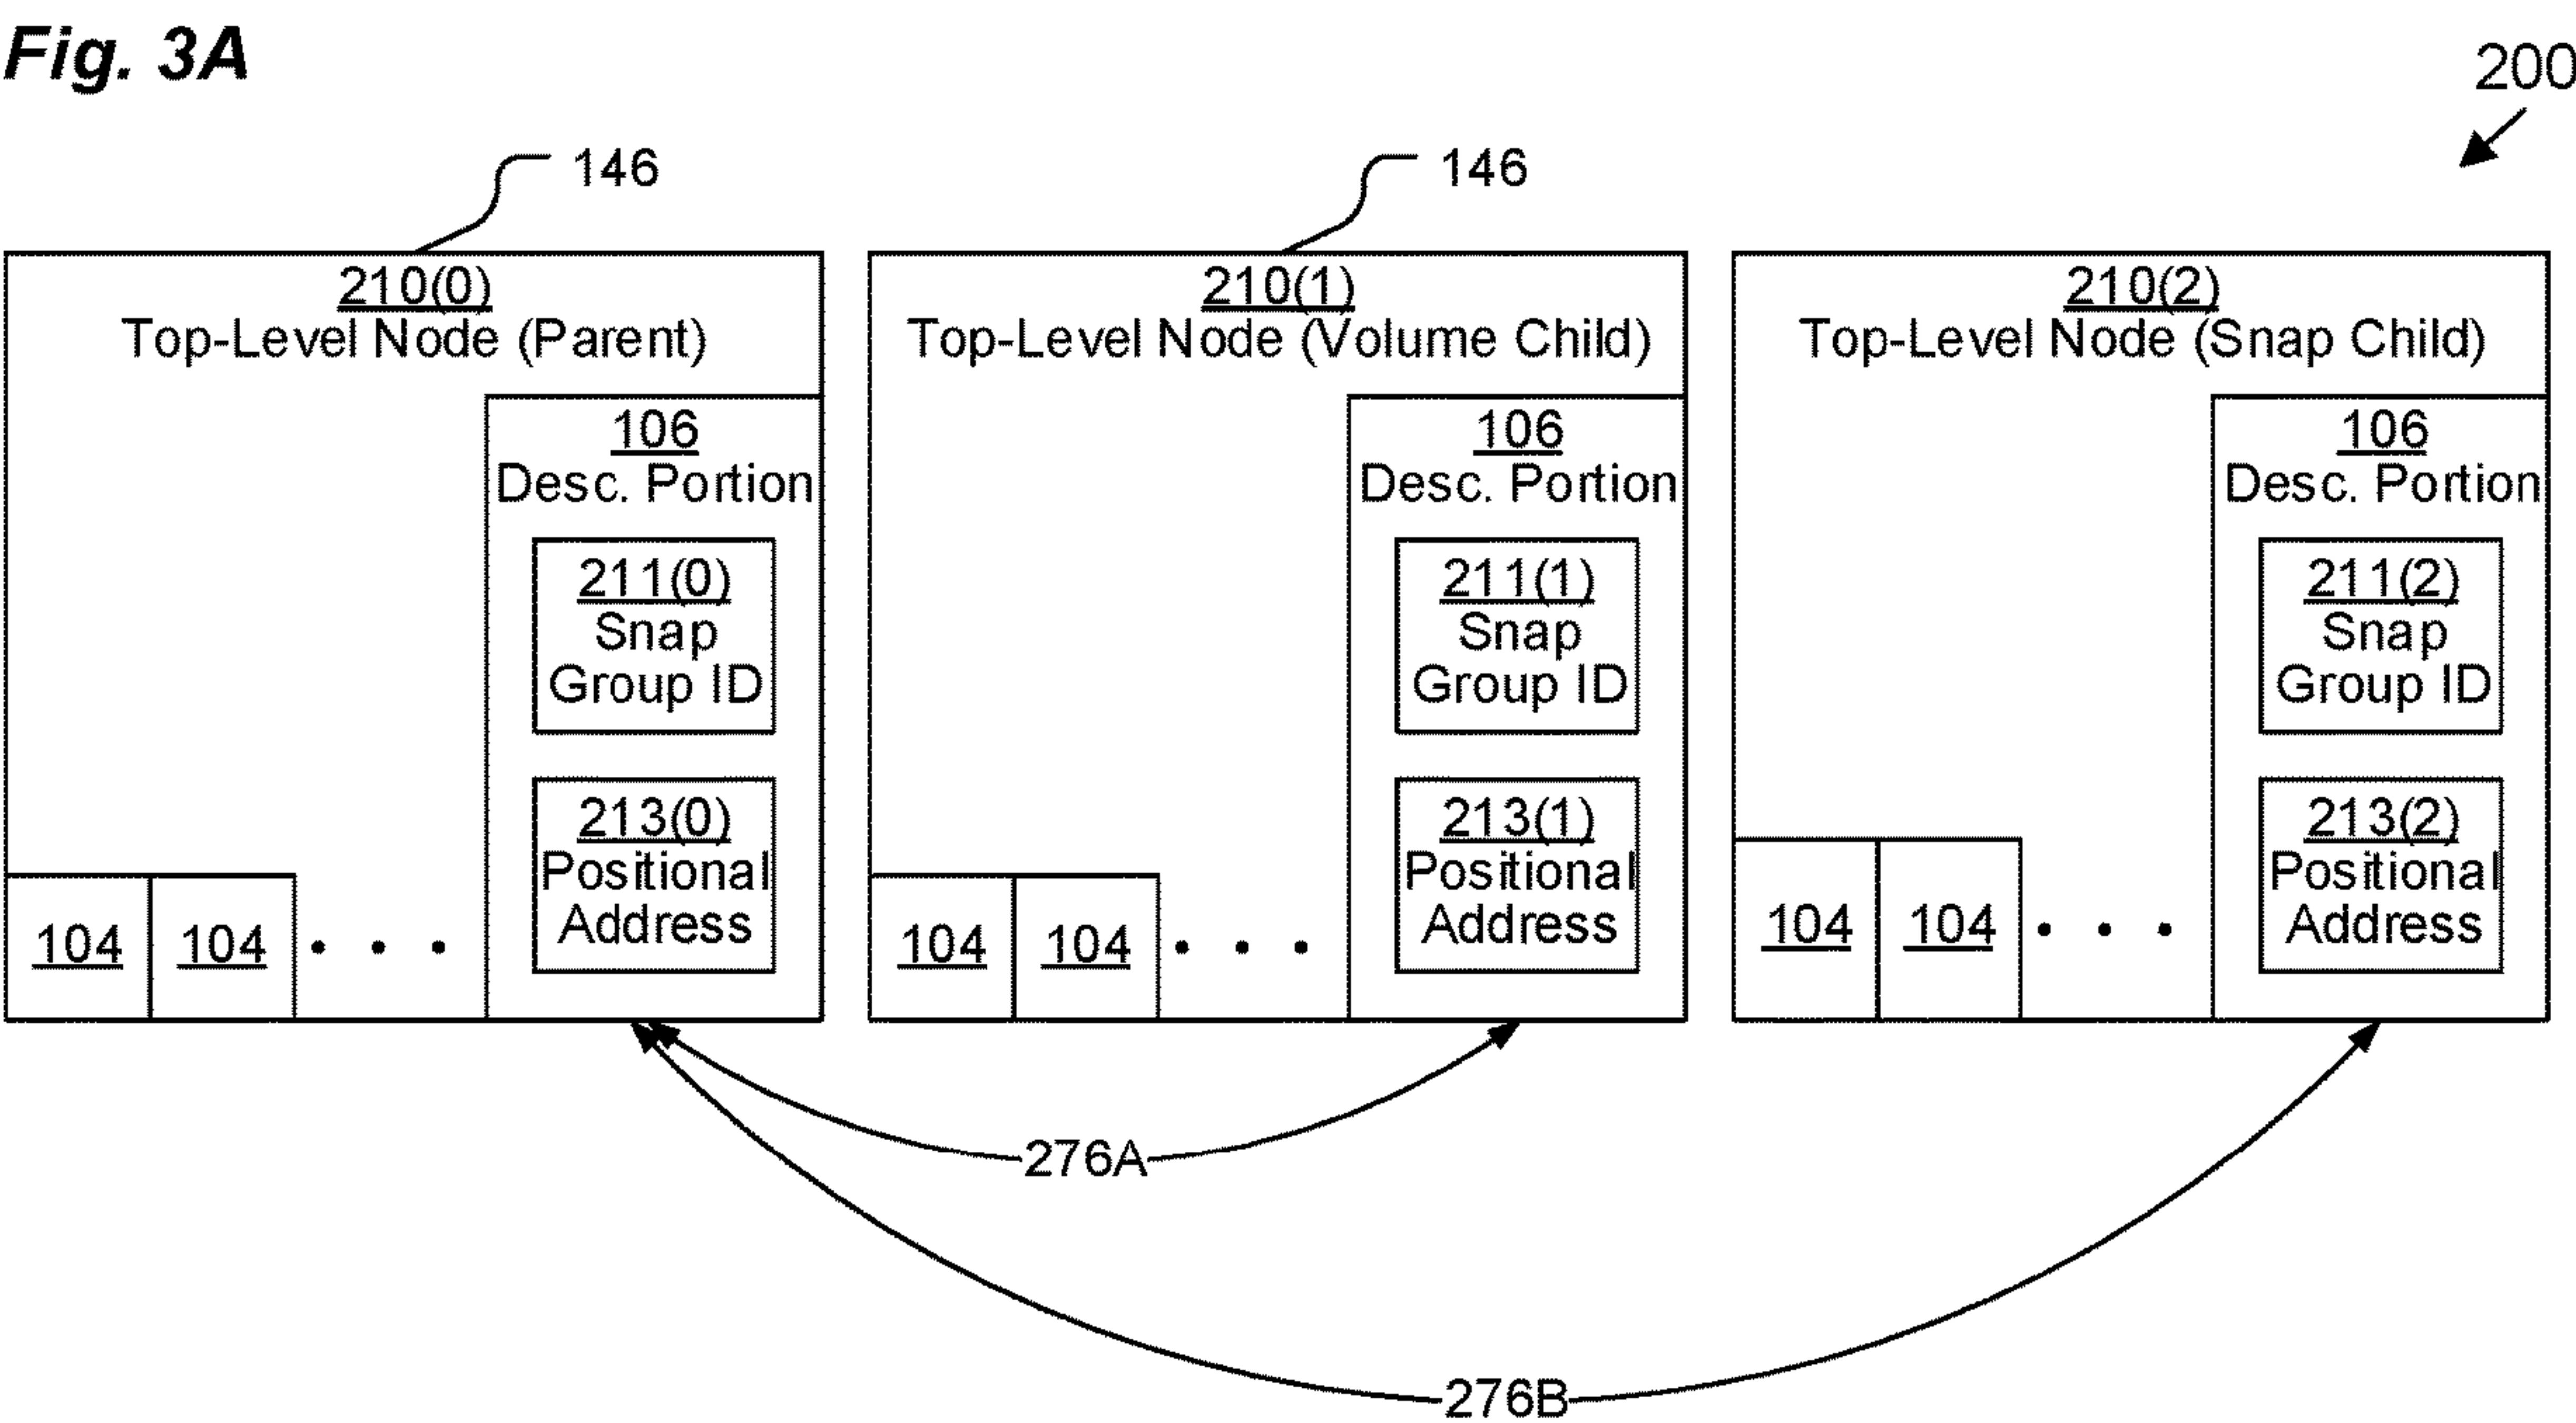 Fig. 3A
200
146
146
210(0)
Top-Level Node (Parent)
106
Desc. Portion
211(0)
Snap
Group ID
213(0)
Positional
Address
104
104
. . .
210(1)
Top-Level Node (Volume Child)
106
Desc. Portion
211(1)
Snap
Group ID
213(1)
Positional
Address
104
104
. . .
210(2)
Top-Level Node (Snap Child)
106
Desc. Portion
211(2)
Snap
Group ID
213(2)
Positional
Address
104
104
. . .
276A
276B